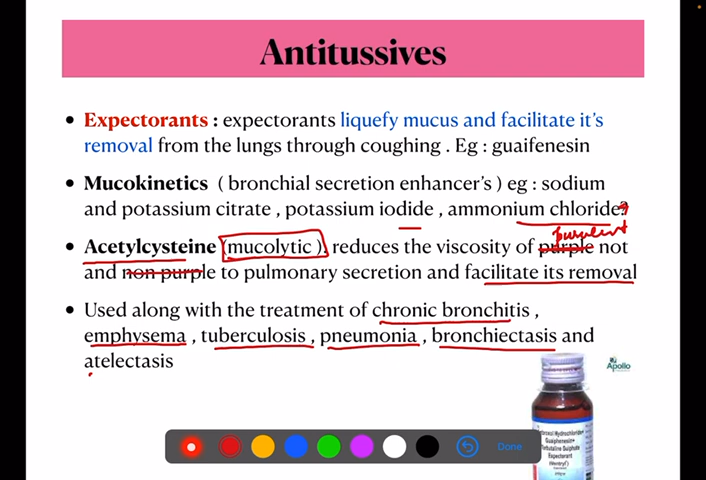 Antitussives
Expectorants : expectorants liquefy mucus and facilitate it's
removal from the lungs through coughing . Eg : guaifenesin
Mucokinetics ( bronchial secretion enhancer's ) eg : sodium
and potassium citrate , potassium iodide , ammonium chloride?
purulent
Acetylcysteine (mucolytic ) reduces the viscosity of purple not
and non purple to pulmonary secretion and facilitate its removal
Used along with the treatment of chronic bronchitis ,
emphysema , tuberculosis , pneumonia , bronchiectasis and
atelectasis
Apollo
Hydrochloride
Guaiphenesin
Sulphate
Expectorant
Done